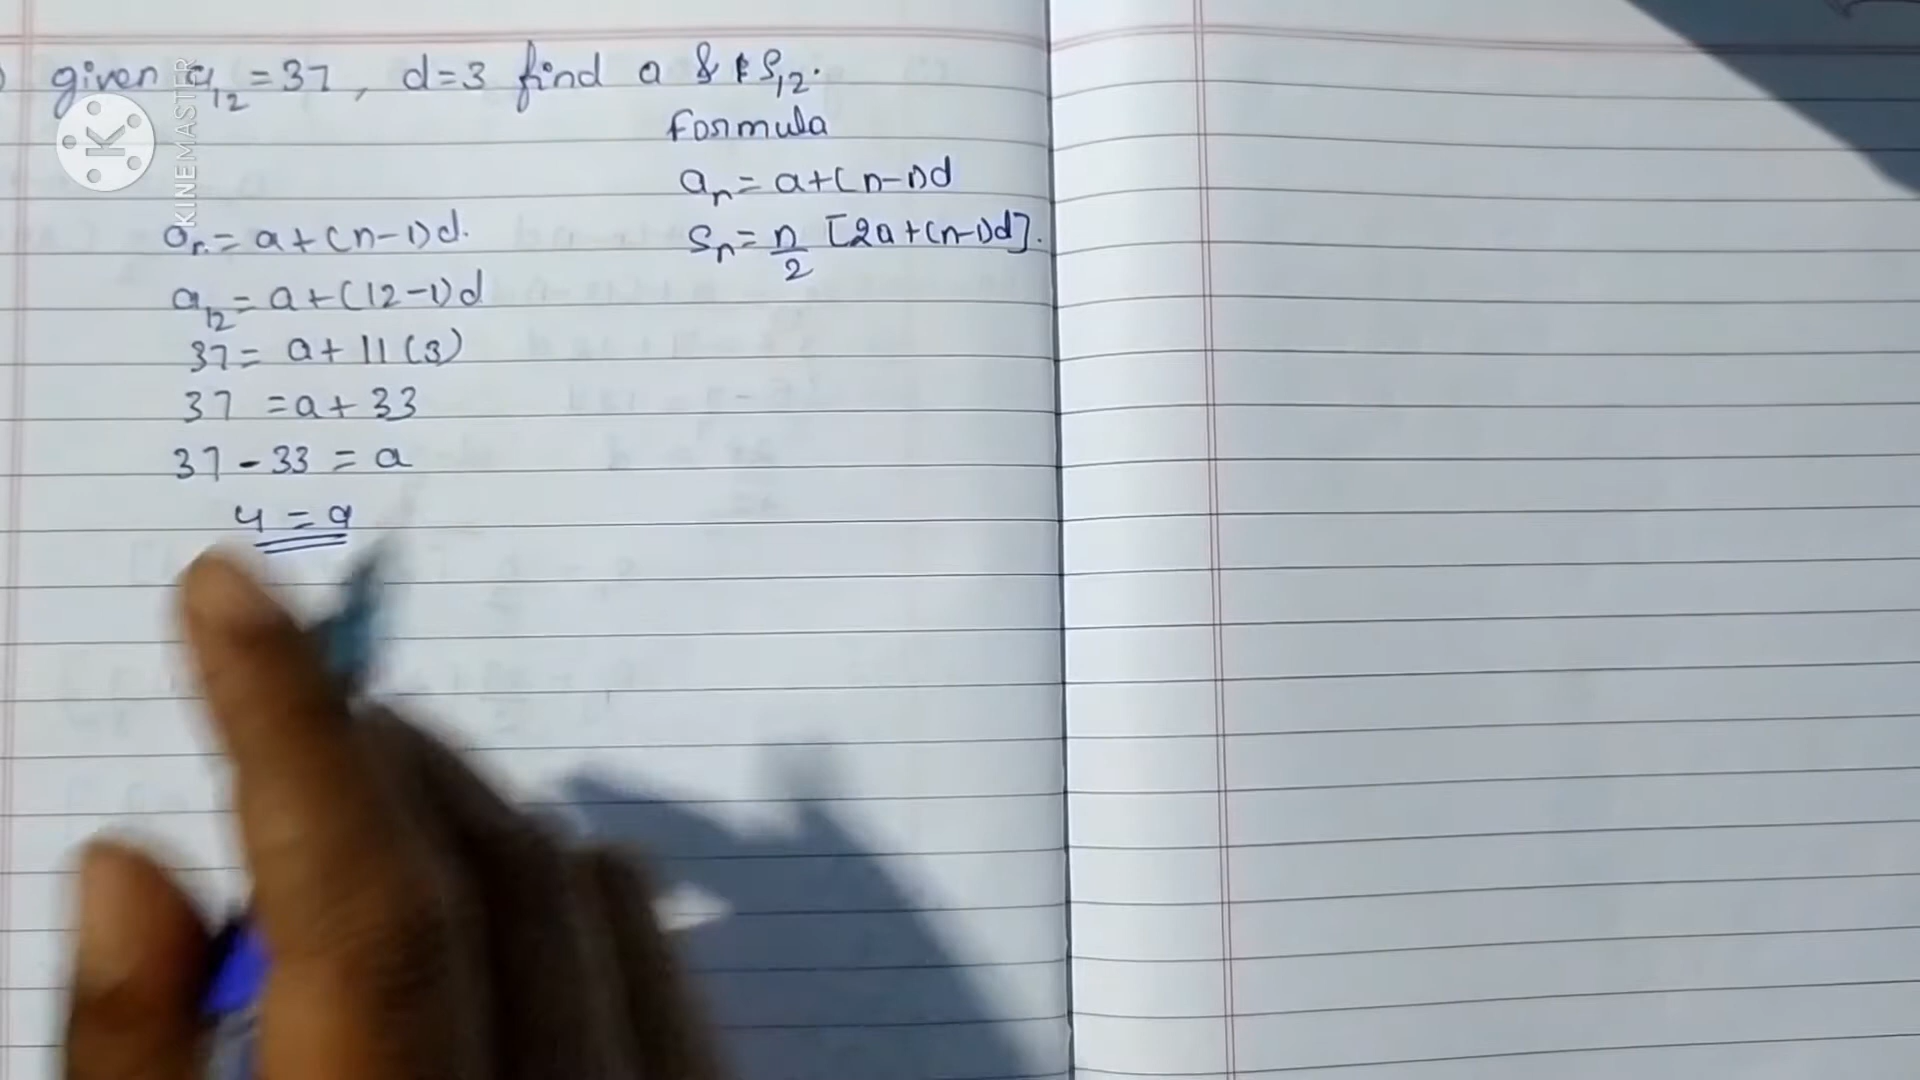 given a₁₂ = 37, d=3 find a & S₁₂.
Formula
aₙ = a+(n-1)d
Sₙ = n/2 [2a+(n-1)d].
aₙ = a+(n-1)d.
a₁₂ = a+(12-1)d
37 = a+11(3)
37 = a+33
37-33 = a
4 = a
K
KINEMASTER